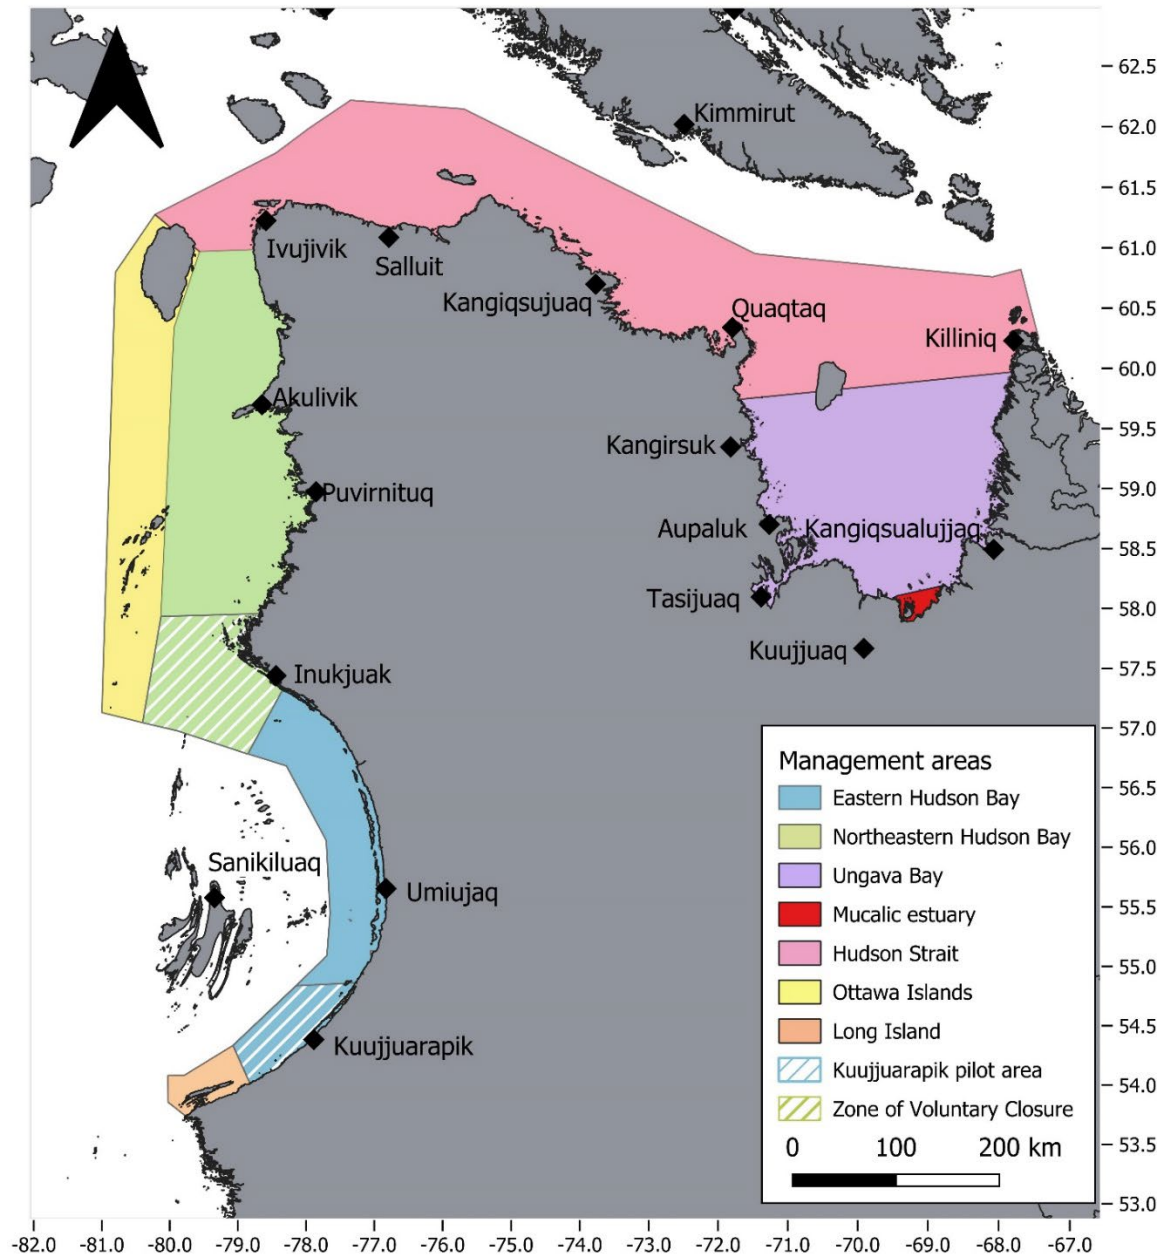 62.5
Kimmirut
62.0
61.5
Ivujivik
61.0
Salluit
Kangiqsujuaq
Quaqtaq
60.5
Killiniq
60.0
Akulivik
59.5
Kangirsuk
Puvirnituq
59.0
Aupaluk
Kangiqsualujjaq
58.5
Tasijuaq
58.0
Kuujjuaq
Inukjuak
57.5
57.0
Management areas
Eastern Hudson Bay
56.5
Northeastern Hudson Bay
56.0
Sanikiluaq
Ungava Bay
Umiujaq
Mucalic estuary
55.5
Hudson Strait
55.0
Ottawa Islands
Long Island
54.5
Kuujjuarapik
Kuujjuarapik pilot area
54.0
Zone of Voluntary Closure
0 100 200 km
53.5
53.0
-82.0 -81.0 -80.0 -79.0 -78.0 -77.0 -76.0 -75.0 -74.0 -73.0 -72.0 -71.0 -70.0 -69.0 -68.0 -67.0